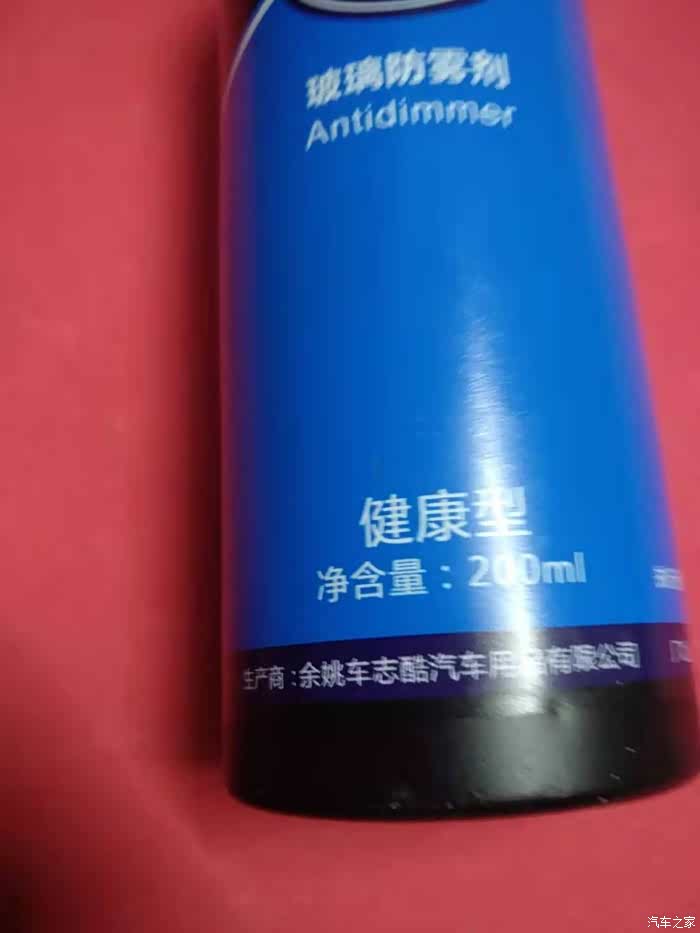 玻璃防雾剂
Antidimmer
健康型
净含量：200ml
生产商：余姚车志酷汽车用品有限公司
汽车之家